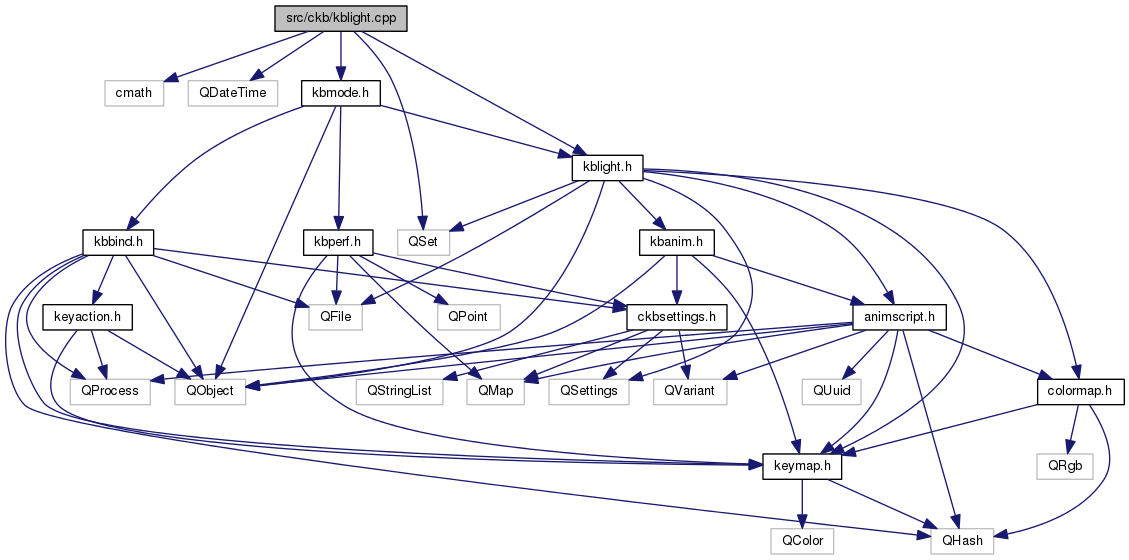 src/ckb/kblight.cpp
cmath
QDateTime
kbmode.h
kblight.h
kbbind.h
kbperf.h
QSet
kbanim.h
keyaction.h
QFile
QPoint
ckbsettings.h
animscript.h
QProcess
QObject
QStringList
QMap
QSettings
QVariant
QUuid
colormap.h
keymap.h
QRgb
QColor
QHash